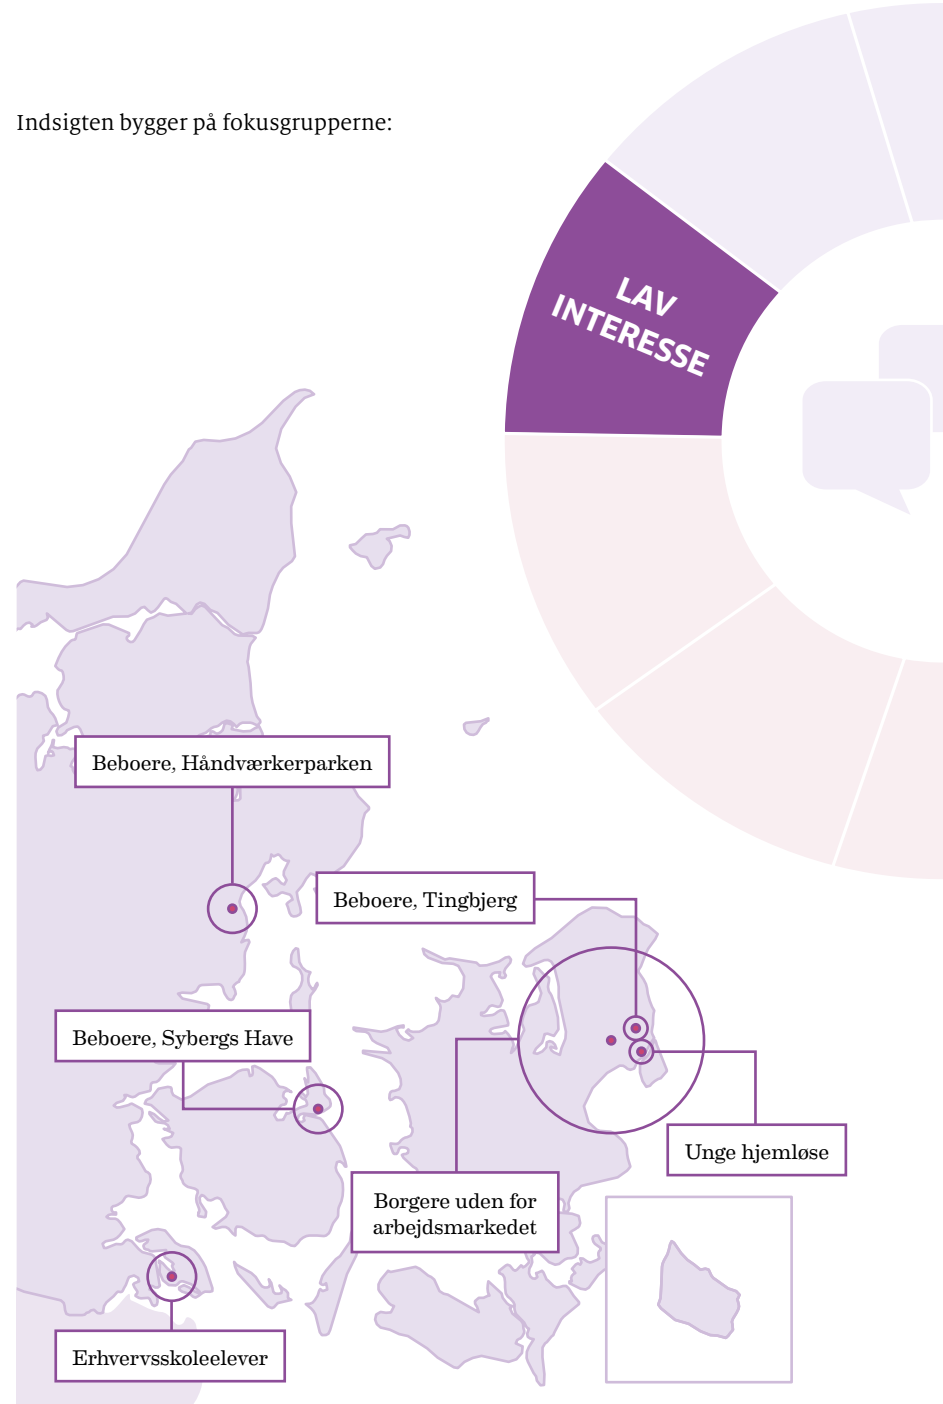 Indsigten bygger på fokusgrupperne:
LAV
INTERESSE
Beboere, Håndværkerparken
Beboere, Tingbjerg
Beboere, Sybergs Have
Unge hjemløse
Borgere uden for
arbejdsmarkedet
Erhvervsskoleelever